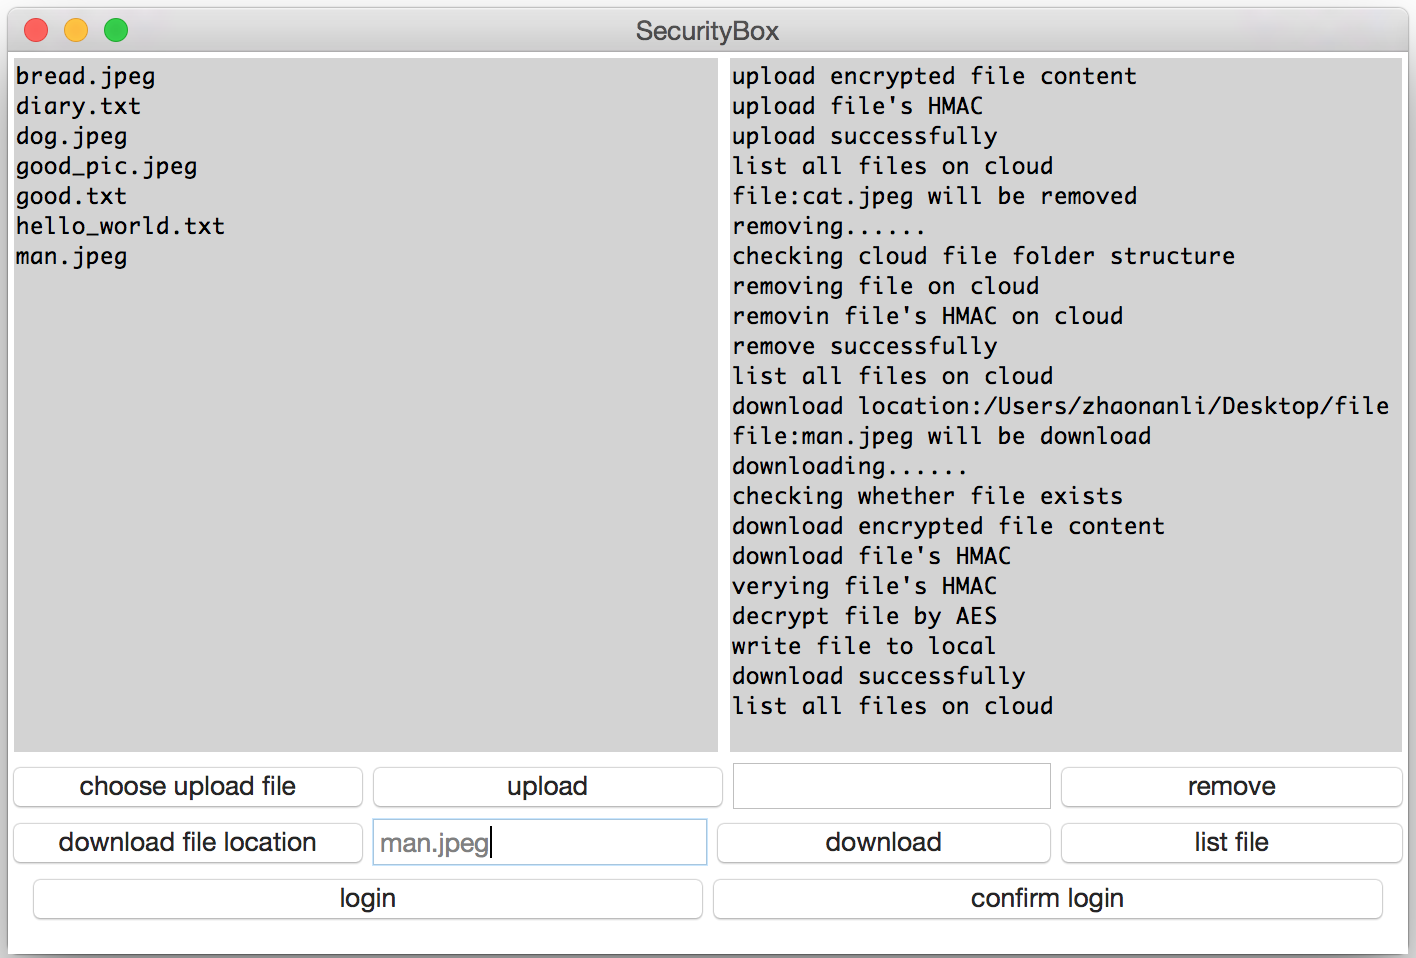 SecurityBox
bread.jpeg
diary.txt
dog.jpeg
good_pic.jpeg
good.txt
hello_world.txt
man.jpeg
upload encrypted file content
upload file's HMAC
upload successfully
list all files on cloud
file:cat.jpeg will be removed
removing......
checking cloud file folder structure
removing file on cloud
removin file's HMAC on cloud
remove successfully
list all files on cloud
download location:/Users/zhaonanli/Desktop/file
file:man.jpeg will be download
downloading......
checking whether file exists
download encrypted file content
download file's HMAC
verying file's HMAC
decrypt file by AES
write file to local
download successfully
list all files on cloud
choose upload file
upload
remove
download file location
man.jpeg
download
list file
login
confirm login